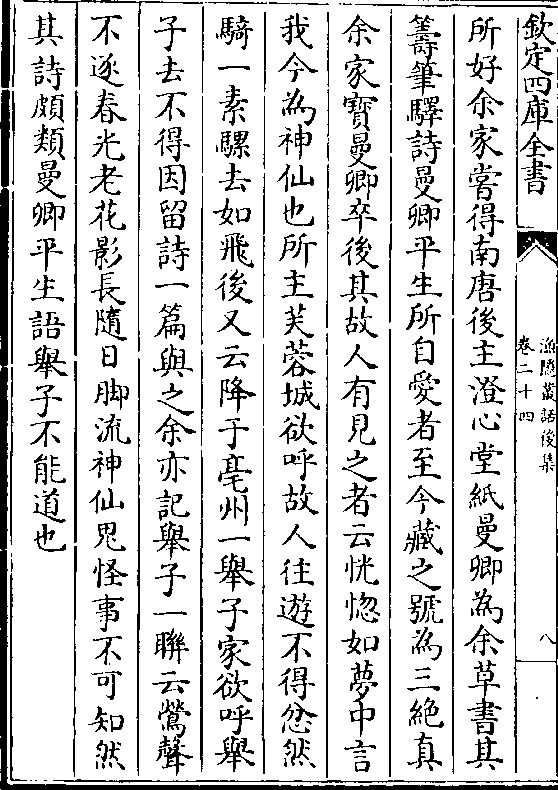 欽定四庫全書
漁隱叢話後集
卷二十四
八
所好余家嘗得南唐後主澄心堂紙曼卿為余草書其
籌筆驛詩曼卿平生所自愛者至今藏之號為三絶真
余家寳曼卿卒後其故人有見之者云恍惚如夢中言
我今為神仙也所主芙蓉城欲呼故人往遊不得忿然
騎一素騾去如飛後又云降于亳州一舉子家欲呼舉
子去不得因留詩一篇與之余亦記舉子一聯云鶯聲
不逐春光老花影長隨日脚流神仙鬼怪事不可知然
其詩頗類曼卿平生語舉子不能道也